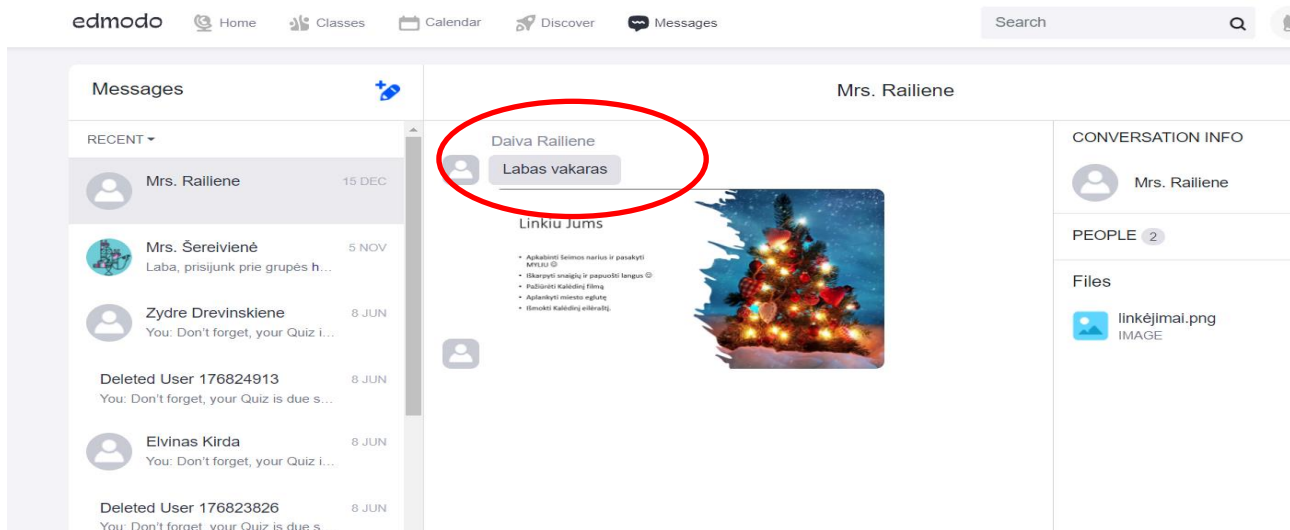 edmodo Home Classes Calendar Discover Messages Search
Messages
RECENT
Mrs. Railiene 15 DEC
Mrs. Šereivienė 5 NOV
Laba, prisijunk prie grupės h...
Zydre Drevinskiene 8 JUN
You: Don't forget, your Quiz i...
Deleted User 176824913 8 JUN
You: Don't forget, your Quiz is due s...
Elvinas Kirda 8 JUN
You: Don't forget, your Quiz i...
Deleted User 176823826 8 JUN
You: Don't forget, your Quiz is due s
Mrs. Railiene
Daiva Railiene
Labas vakaras
Linkiu Jums
• Apkabinti šeimos narius ir pasakyti
MYLIU ☺
• Iškarpyti snaigių ir papuošti langus ☺
• Pažiūrėti Kalėdinį filmą
• Aplankyti miesto eglutę
• Išmokti Kalėdinį eilėraštį.
CONVERSATION INFO
Mrs. Railiene
PEOPLE 2
Files
linkėjimai.png
IMAGE